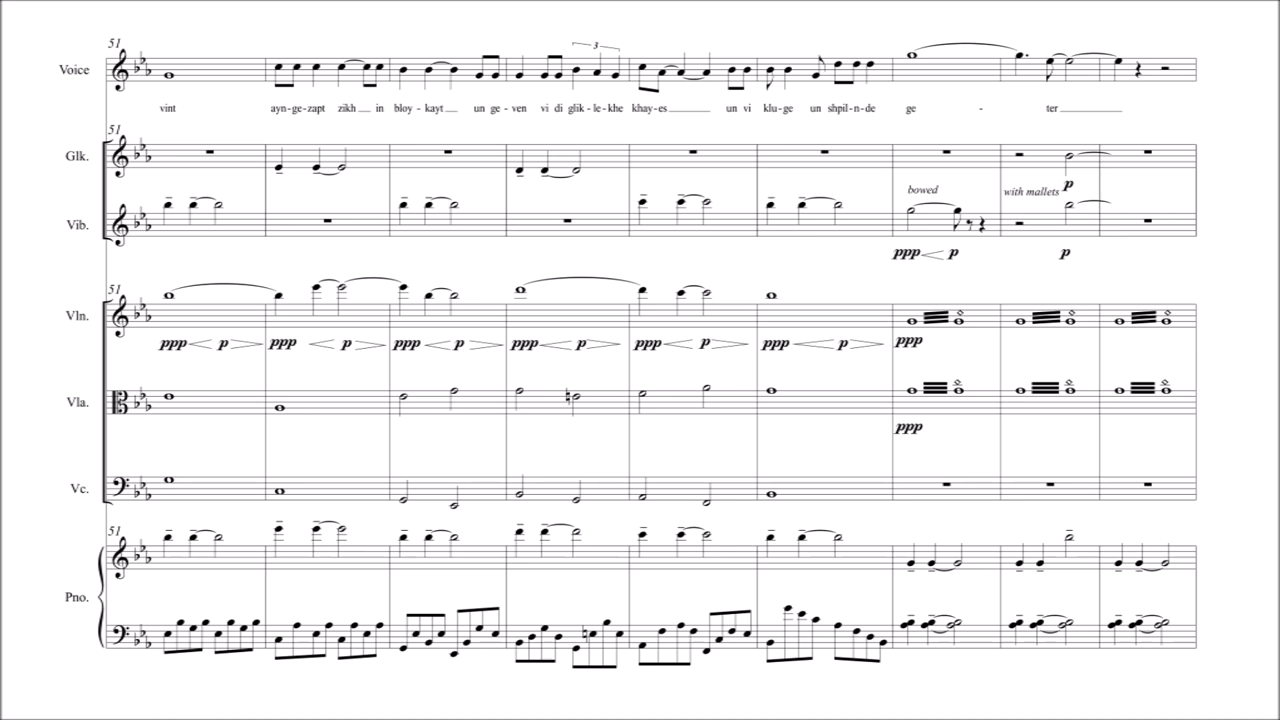 51
Voice
3
vint ayn-ge-zapt zikh in bloy-kayt un ge-ven vi di glik-le-khe khay-es un vi klu-ge un shpil-n-de ge - ter
51
Glk.
p
bowed with mallets
Vib.
ppp p p
51
Vln.
ppp p ppp p ppp p ppp p ppp p ppp p ppp
Vla.
ppp
Vc.
51
Pno.